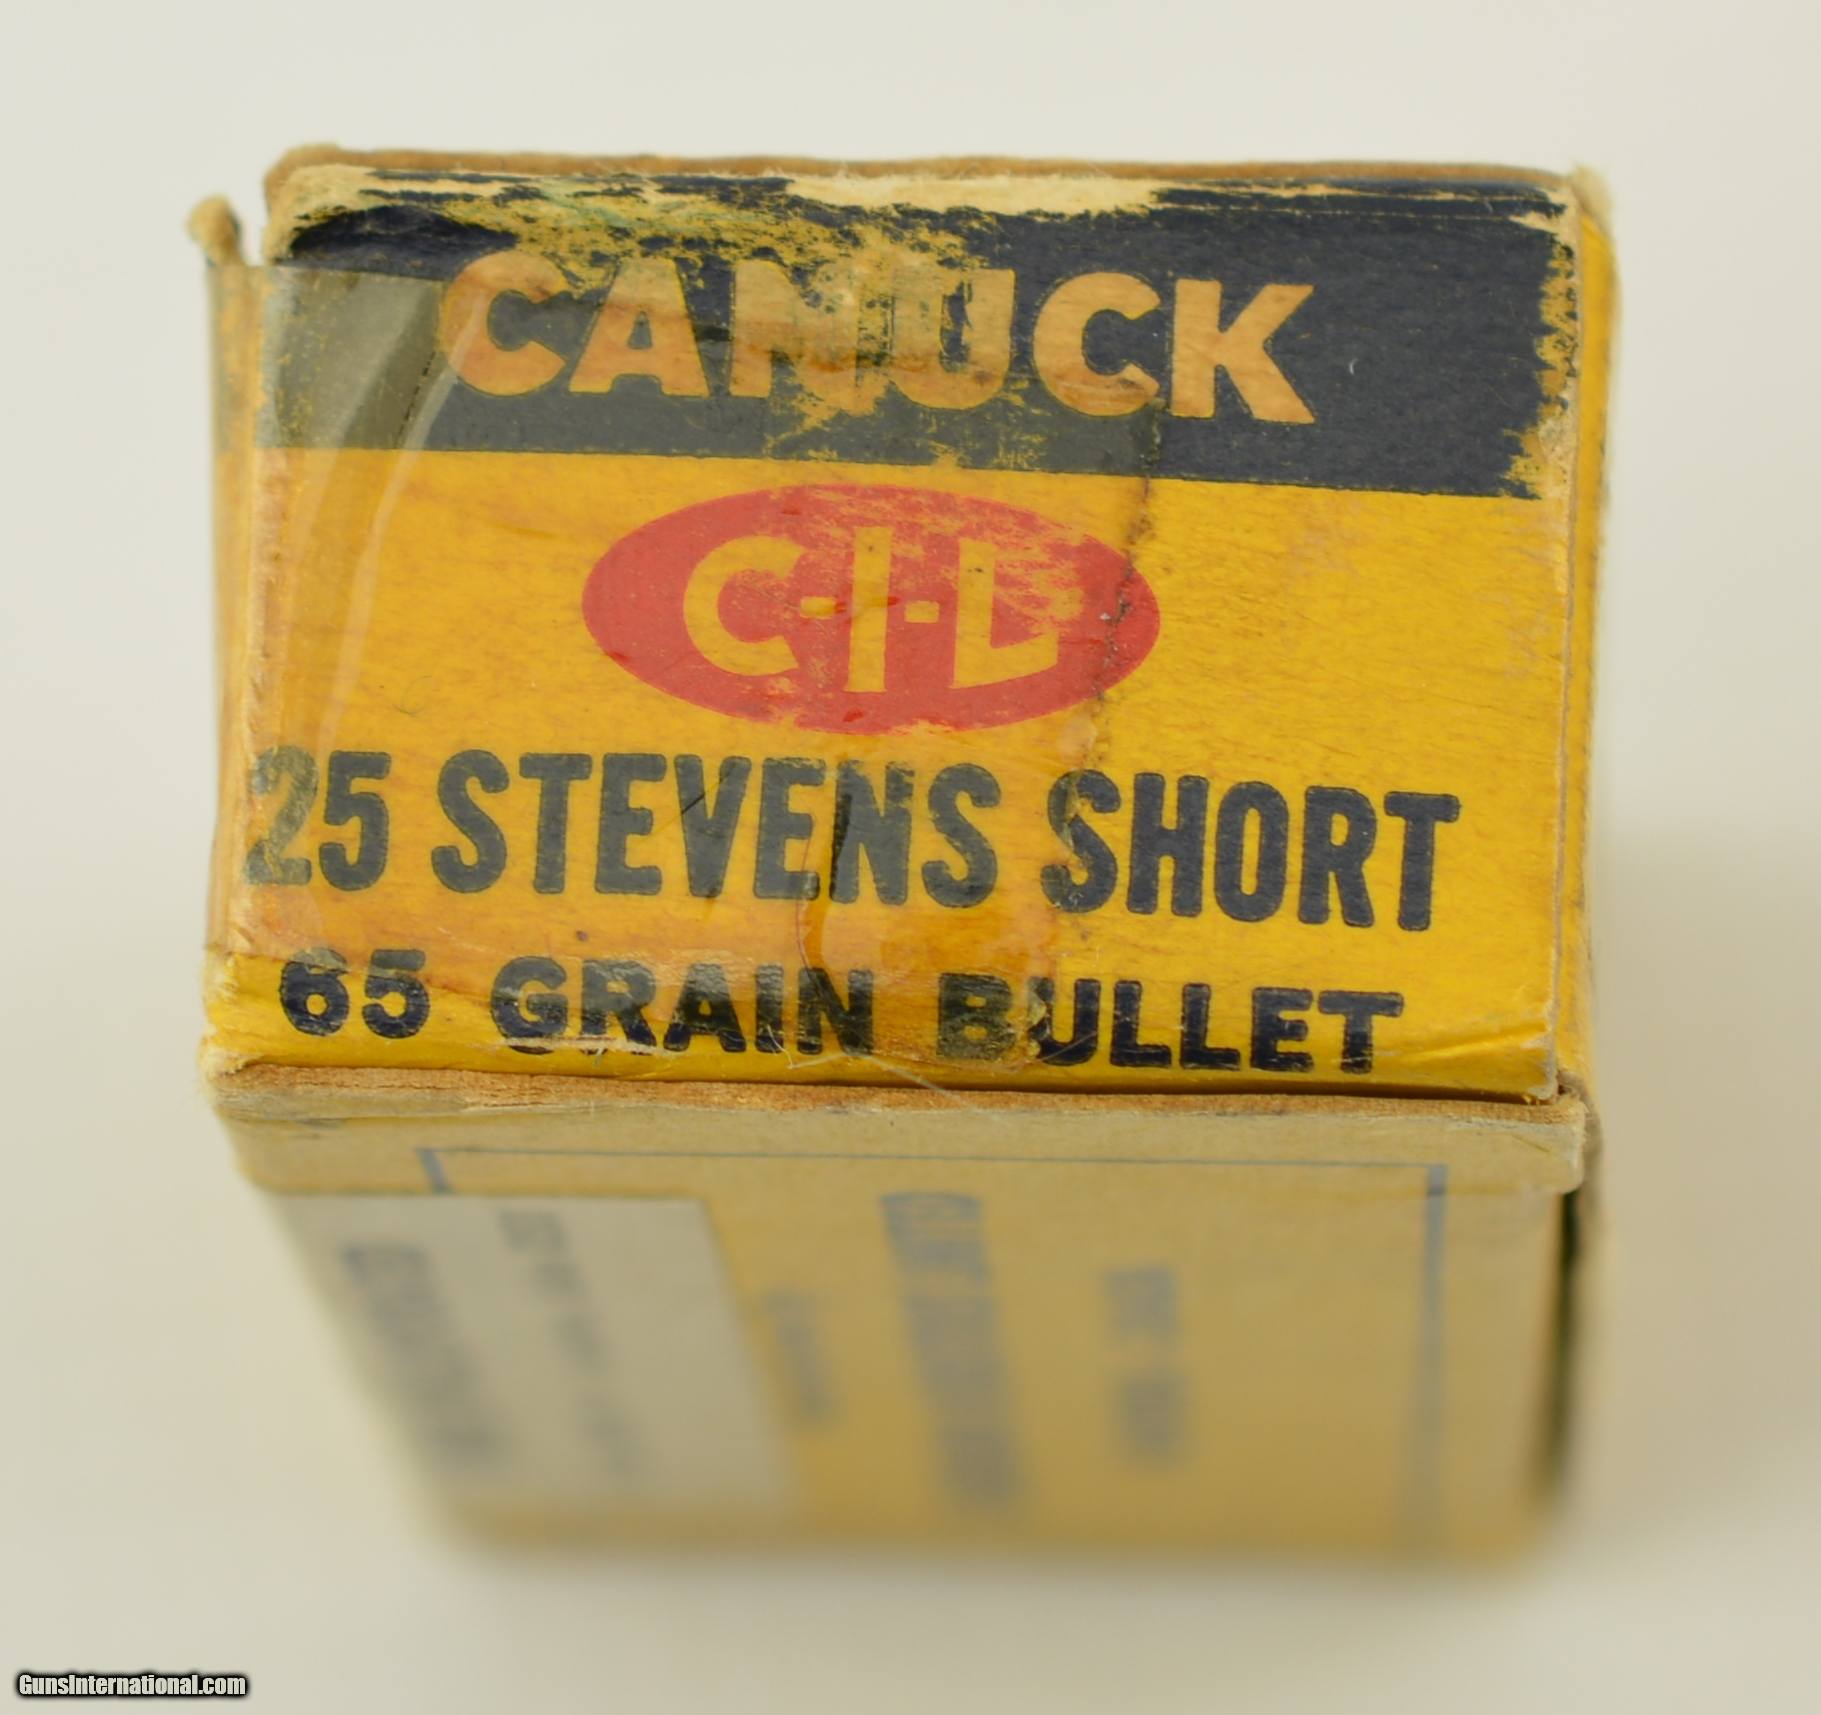 CANUCK
C-I-L
25 STEVENS SHORT
65 GRAIN BULLET
GunsInternational.com